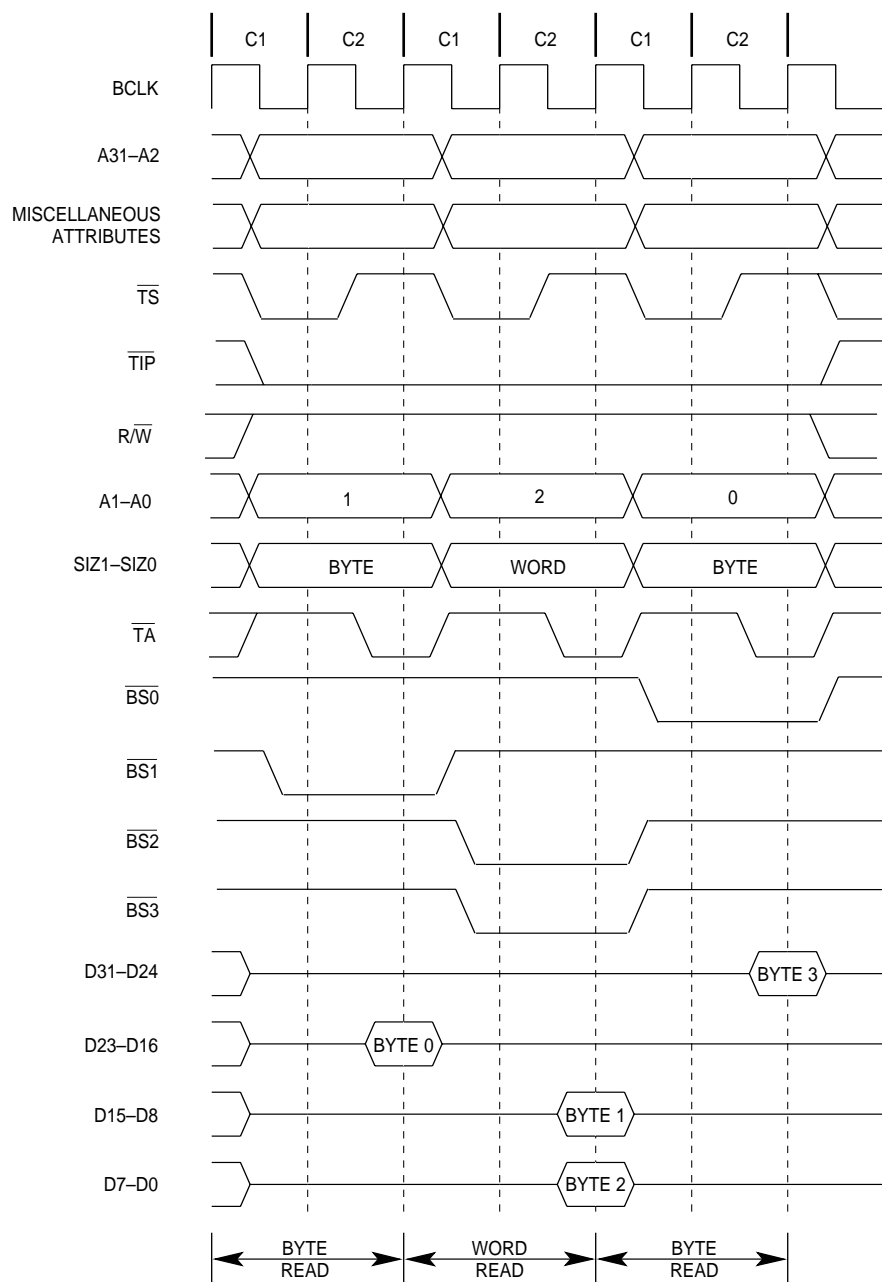 C1 C2 C1 C2 C1 C2
BCLK
A31–A2
MISCELLANEOUS
ATTRIBUTES
TS
TIP
R/W
A1–A0 1 2 0
SIZ1–SIZ0 BYTE WORD BYTE
TA
BS0
BS1
BS2
BS3
D31–D24 BYTE 3
D23–D16 BYTE 0
D15–D8 BYTE 1
D7–D0 BYTE 2
BYTE WORD BYTE
READ READ READ